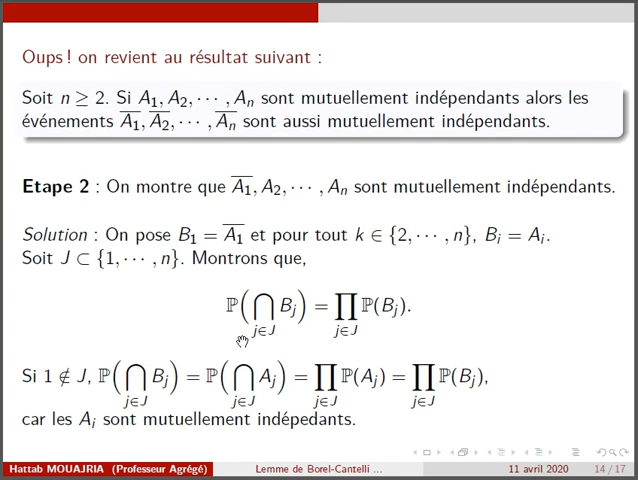 Oups ! on revient au résultat suivant :
Soit n ≥ 2. Si A₁, A₂, ⋯ , Aₙ sont mutuellement indépendants alors les
événements A̅₁, A̅₂, ⋯ , A̅ₙ sont aussi mutuellement indépendants.
Etape 2 : On montre que A̅₁, A₂, ⋯ , Aₙ sont mutuellement indépendants.
Solution : On pose B₁ = A̅₁ et pour tout k ∈ {2, ⋯ , n}, Bᵢ = Aᵢ.
Soit J ⊂ {1, ⋯ , n}. Montrons que,
ℙ(⋂_{j∈J} Bⱼ) = ∏_{j∈J} ℙ(Bⱼ).
Si 1 ∉ J, ℙ(⋂_{j∈J} Bⱼ) = ℙ(⋂_{j∈J} Aⱼ) = ∏_{j∈J} ℙ(Aⱼ) = ∏_{j∈J} ℙ(Bⱼ),
car les Aᵢ sont mutuellement indépedants.
Hattab MOUAJRIA (Professeur Agrégé) Lemme de Borel-Cantelli ... 11 avril 2020 14 / 17